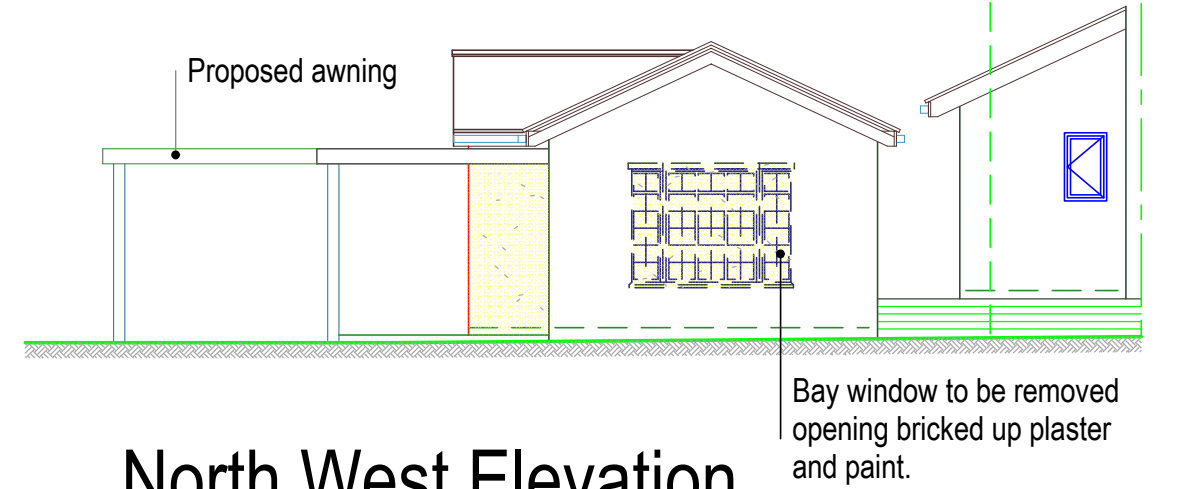 Proposed awning
Bay window to be removed
opening bricked up plaster
and paint.
North West Elevation